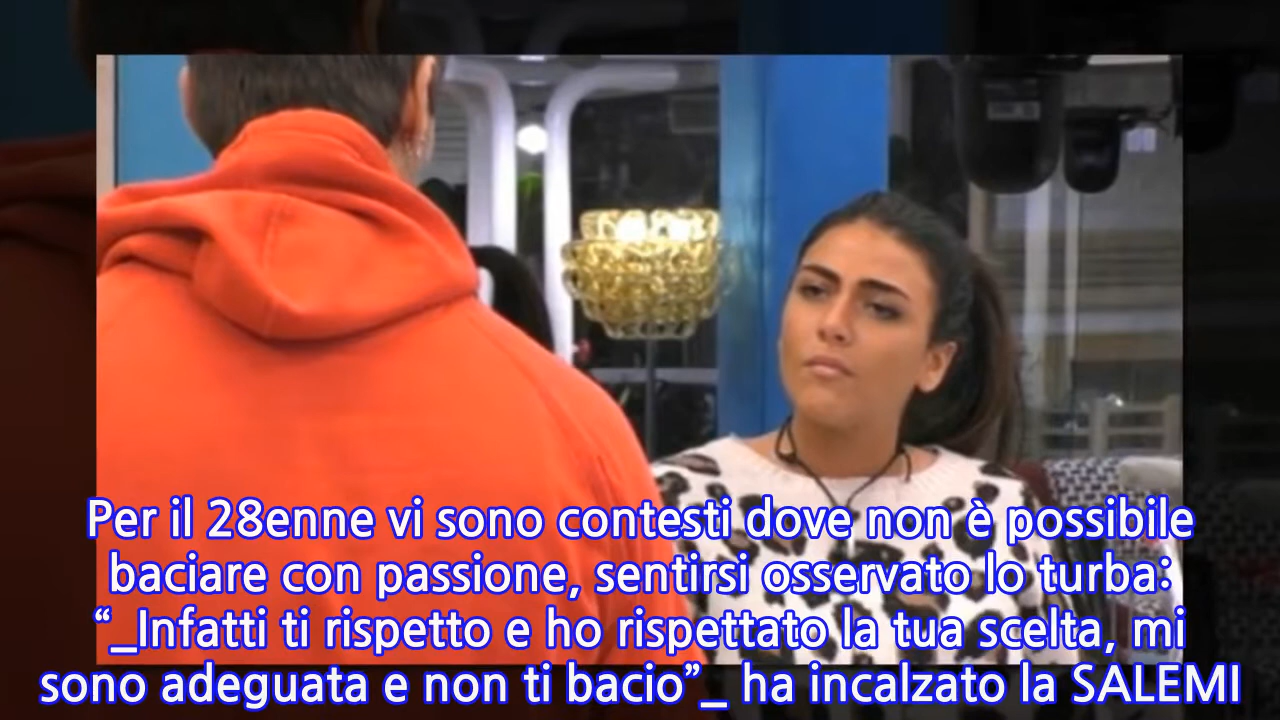 Per il 28enne vi sono contesti dove non è possibile
baciare con passione, sentirsi osservato lo turba:
“_Infatti ti rispetto e ho rispettato la tua scelta, mi
sono adeguata e non ti bacio”_ ha incalzato la SALEMI